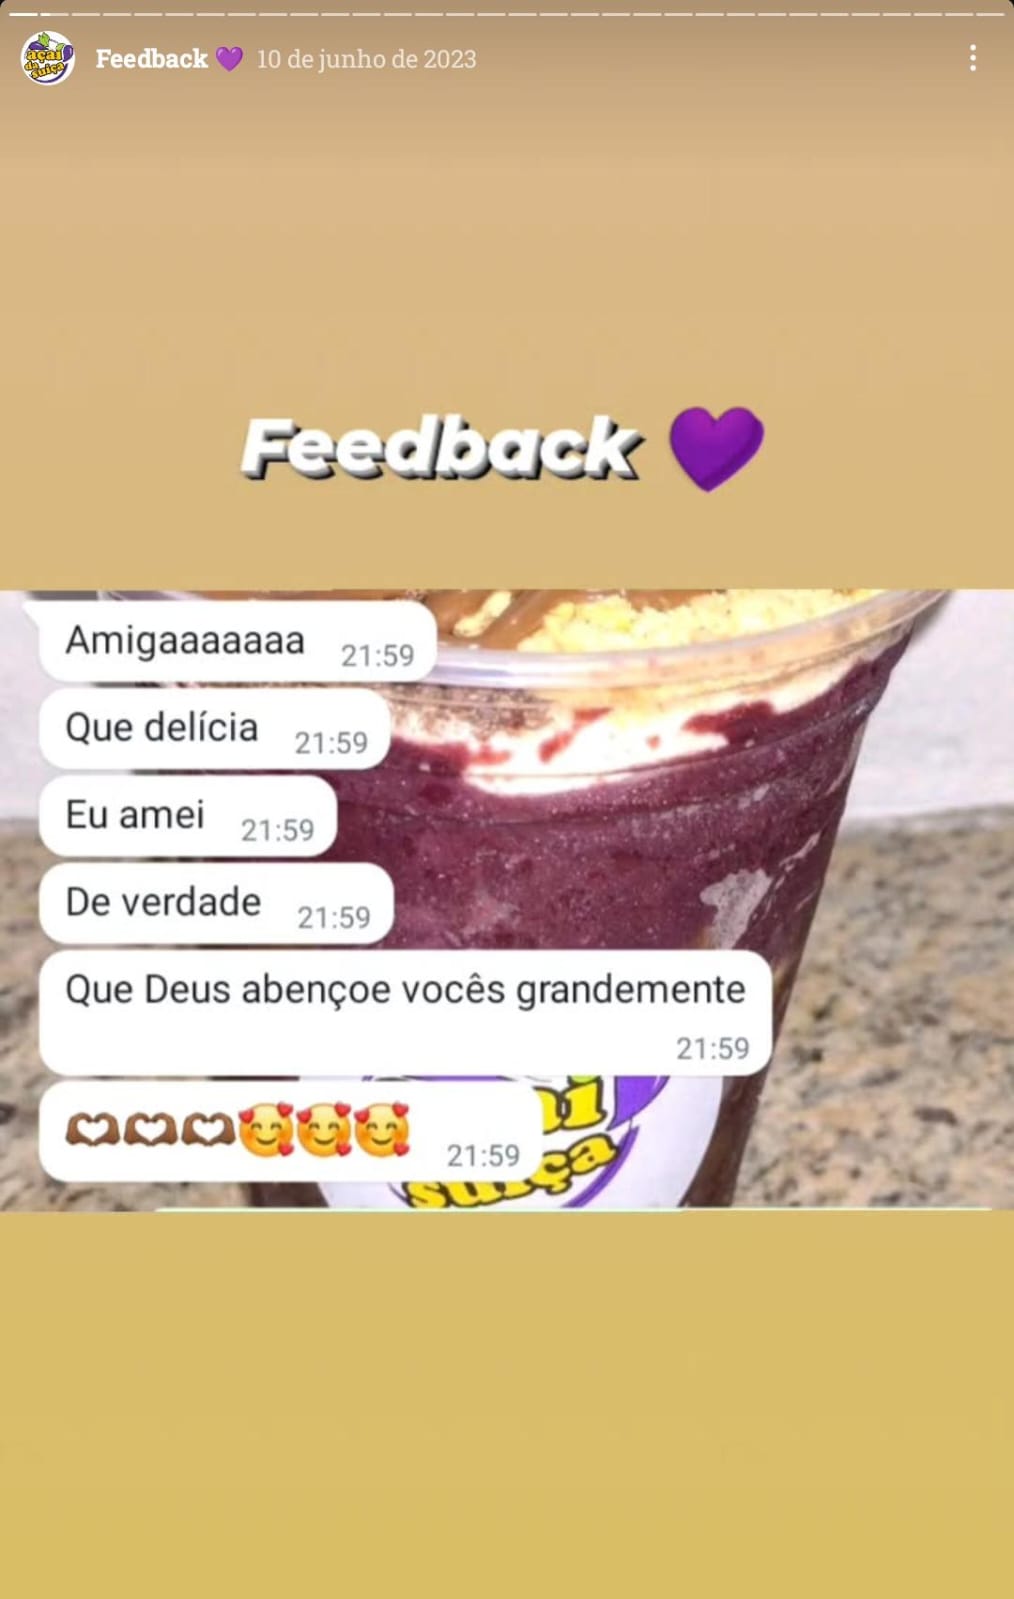 açaí
da
suíça
Feedback 💜 10 de junho de 2023
Feedback 💜
Amigaaaaaaa 21:59
Que delícia 21:59
Eu amei 21:59
De verdade 21:59
Que Deus abençoe vocês grandemente
21:59
🫶🏾🫶🏾🫶🏾🥰🥰🥰 21:59
suíça